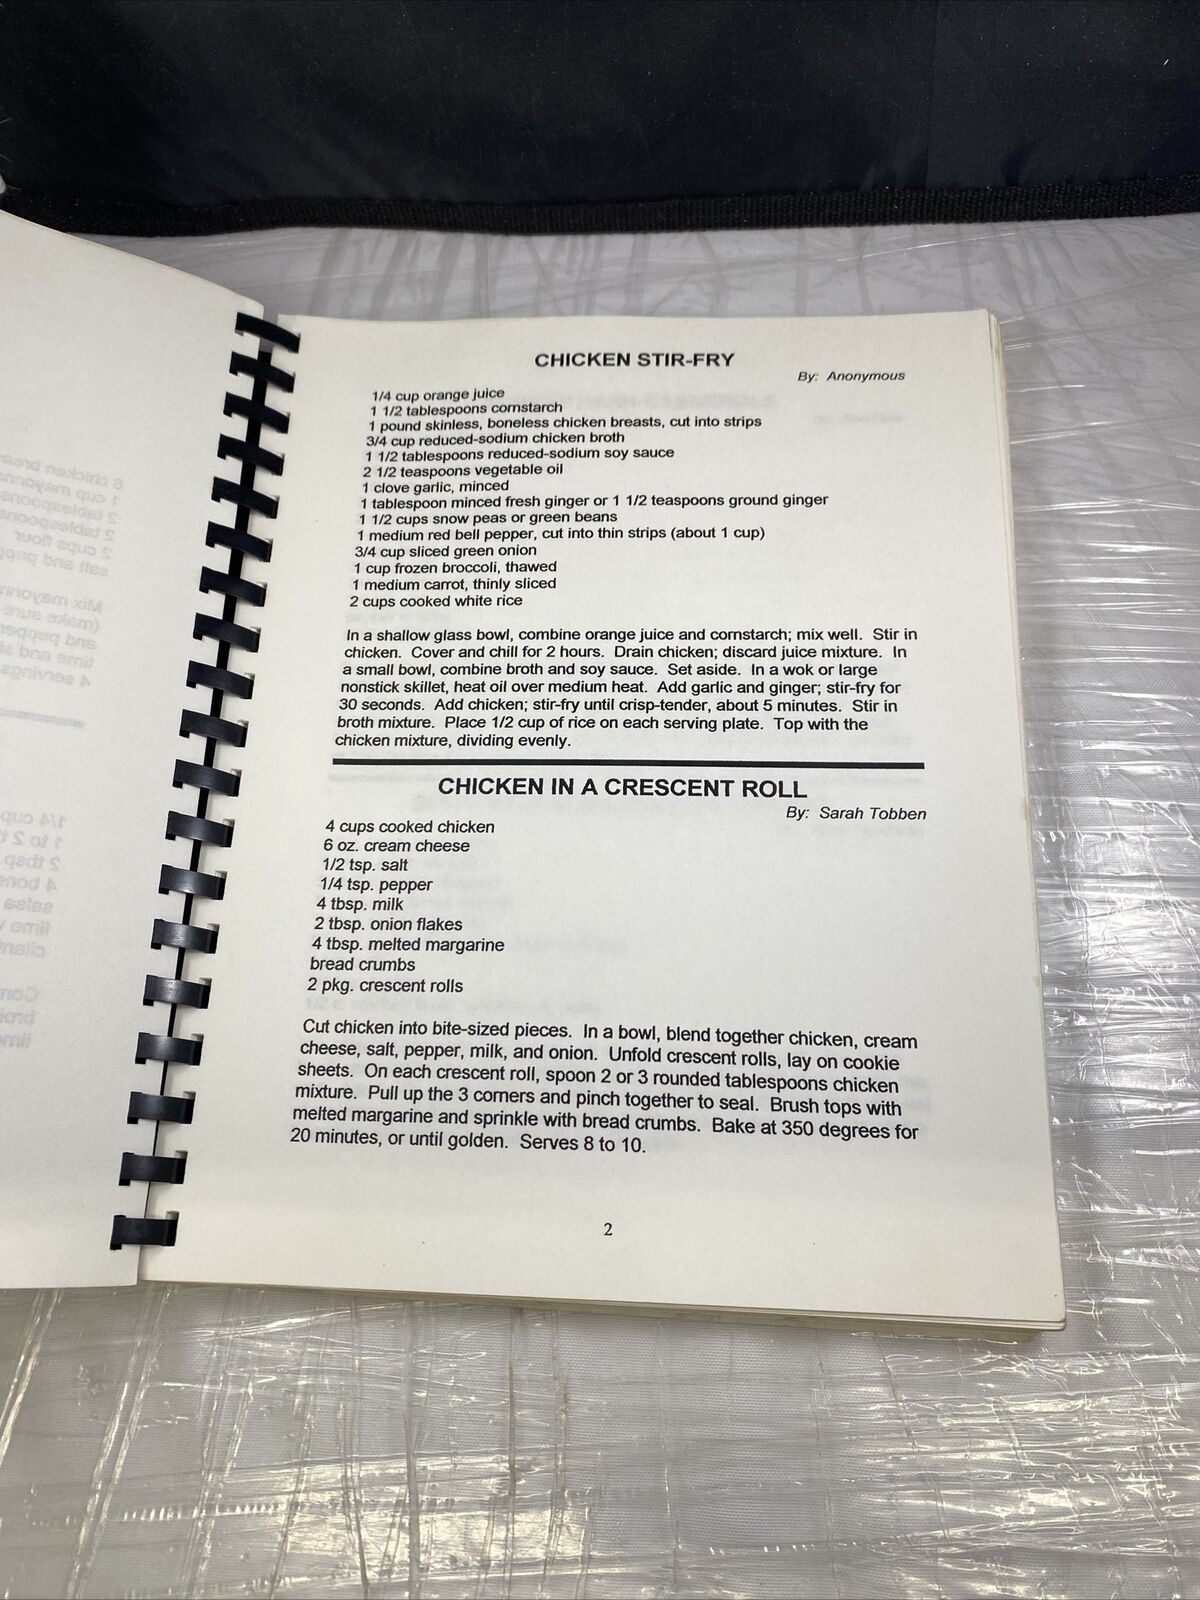 CHICKEN STIR-FRY
By: Anonymous
1/4 cup orange juice
1 1/2 tablespoons cornstarch
1 pound skinless, boneless chicken breasts, cut into strips
3/4 cup reduced-sodium chicken broth
1 1/2 tablespoons reduced-sodium soy sauce
2 1/2 teaspoons vegetable oil
1 clove garlic, minced
1 tablespoon minced fresh ginger or 1 1/2 teaspoons ground ginger
1 1/2 cups snow peas or green beans
1 medium red bell pepper, cut into thin strips (about 1 cup)
3/4 cup sliced green onion
1 cup frozen broccoli, thawed
1 medium carrot, thinly sliced
2 cups cooked white rice
In a shallow glass bowl, combine orange juice and cornstarch; mix well. Stir in
chicken. Cover and chill for 2 hours. Drain chicken; discard juice mixture. In
a small bowl, combine broth and soy sauce. Set aside. In a wok or large
nonstick skillet, heat oil over medium heat. Add garlic and ginger; stir-fry for
30 seconds. Add chicken; stir-fry until crisp-tender, about 5 minutes. Stir in
broth mixture. Place 1/2 cup of rice on each serving plate. Top with the
chicken mixture, dividing evenly.
CHICKEN IN A CRESCENT ROLL
By: Sarah Tobben
4 cups cooked chicken
6 oz. cream cheese
1/2 tsp. salt
1/4 tsp. pepper
4 tbsp. milk
2 tbsp. onion flakes
4 tbsp. melted margarine
bread crumbs
2 pkg. crescent rolls
Cut chicken into bite-sized pieces. In a bowl, blend together chicken, cream
cheese, salt, pepper, milk, and onion. Unfold crescent rolls, lay on cookie
sheets. On each crescent roll, spoon 2 or 3 rounded tablespoons chicken
mixture. Pull up the 3 corners and pinch together to seal. Brush tops with
melted margarine and sprinkle with bread crumbs. Bake at 350 degrees for
20 minutes, or until golden. Serves 8 to 10.
2